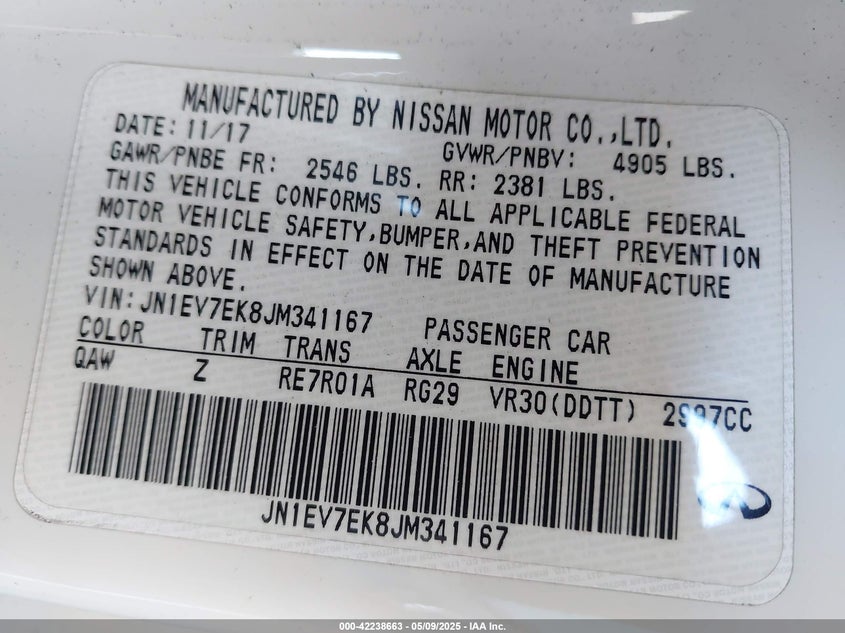 MANUFACTURED BY NISSAN MOTOR CO.,LTD.
DATE: 11/17 GVWR/PNBV: 4905 LBS.
GAWR/PNBE FR: 2546 LBS. RR: 2381 LBS.
THIS VEHICLE CONFORMS TO ALL APPLICABLE FEDERAL
MOTOR VEHICLE SAFETY,BUMPER,AND THEFT PREVENTION
STANDARDS IN EFFECT ON THE DATE OF MANUFACTURE
SHOWN ABOVE.
VIN:JN1EV7EK8JM341167 PASSENGER CAR
COLOR TRIM TRANS AXLE ENGINE
QAW Z RE7R01A RG29 VR30(DDTT) 2997CC
JN1EV7EK8JM341167
000-42238663 - 05/09/2025 - IAA Inc.